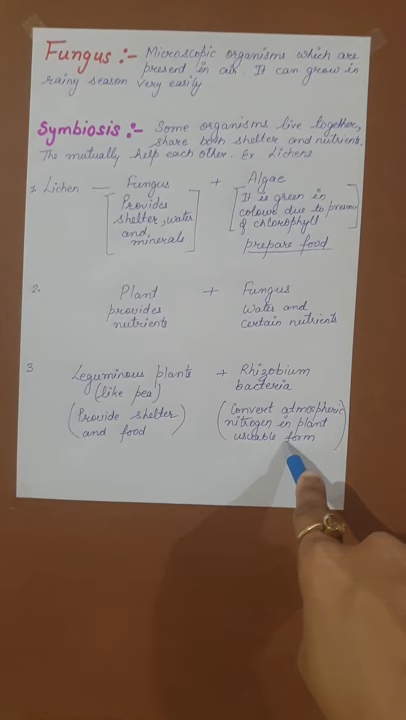 Fungus :- Microscopic organisms which are
present in air. It can grow in
rainy season very easily.
Symbiosis :- Some organisms live together,
share both shelter and nutrients.
The mutually help each other. Ex Lichens
1. Lichen — Fungus + Algae
[Provides shelter, water and, minerals.]
[It is green in colour due to of chlorophyll
prepare food]
2. Plant + Fungus
provides nutrients
Water and certain nutrients
3. Leguminous plants + Rhizobium
(like pea) bacteria
(Provide shelter and food)
(Convert admospheric nitrogen in plant useable form)